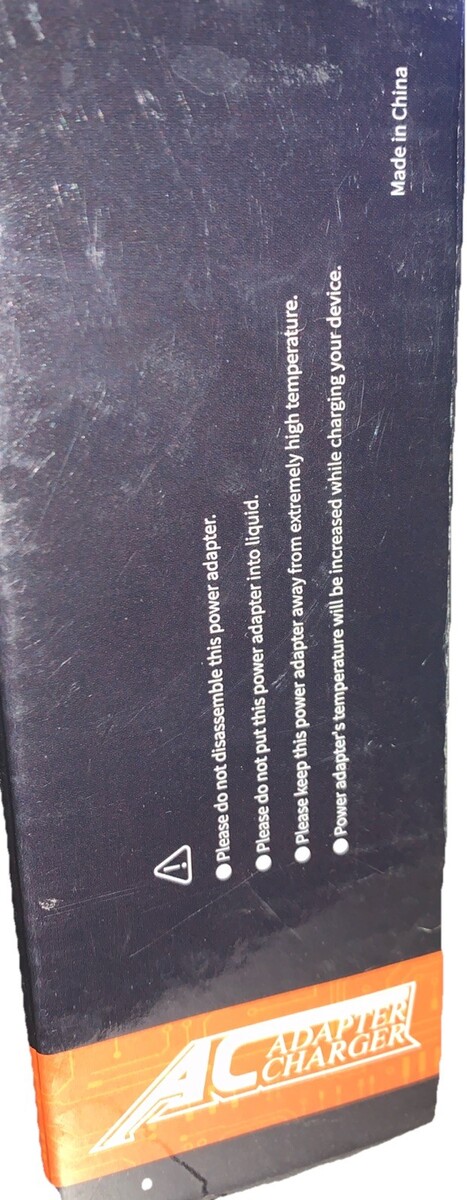 AC ADAPTER
CHARGER
Please do not disassemble this power adapter.
Please do not put this power adapter into liquid.
Please keep this power adapter away from extremely high temperature.
Power adapter's temperature will be increased while charging your device.
Made in China